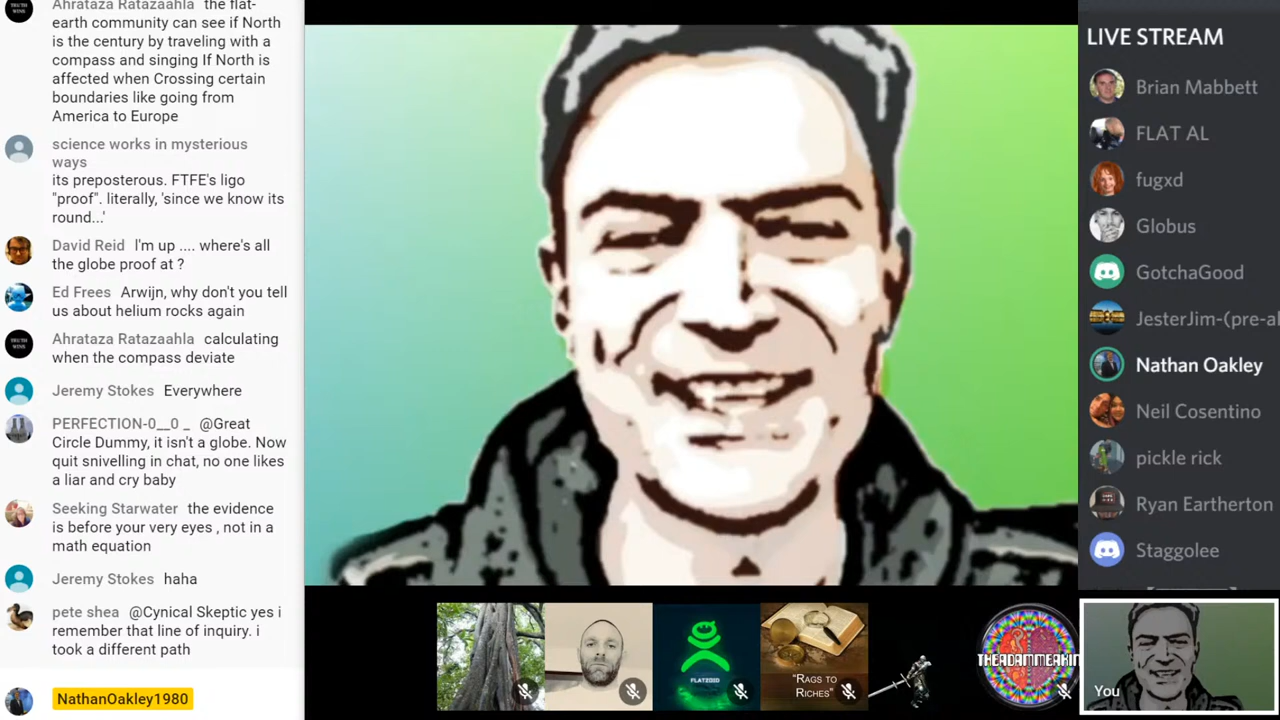 Ahrataza Ratazaahla the flat-
earth community can see if North
is the century by traveling with a
compass and singing If North is
affected when Crossing certain
boundaries like going from
America to Europe
science works in mysterious
ways
its preposterous. FTFE's ligo
"proof". literally, 'since we know its
round...'
David Reid I'm up .... where's all
the globe proof at ?
Ed Frees Arwijn, why don't you tell
us about helium rocks again
Ahrataza Ratazaahla calculating
when the compass deviate
Jeremy Stokes Everywhere
PERFECTION-0__0 _ @Great
Circle Dummy, it isn't a globe. Now
quit snivelling in chat, no one likes
a liar and cry baby
Seeking Starwater the evidence
is before your very eyes , not in a
math equation
Jeremy Stokes haha
pete shea @Cynical Skeptic yes i
remember that line of inquiry. i
took a different path
NathanOakley1980
FLATZOID
"RAGS TO
RICHES"
THEADAMMEAKIN
LIVE STREAM
Brian Mabbett
FLAT AL
fugxd
Globus
GotchaGood
JesterJim-(pre-al
Nathan Oakley
Neil Cosentino
pickle rick
Ryan Eartherton
Staggolee
You